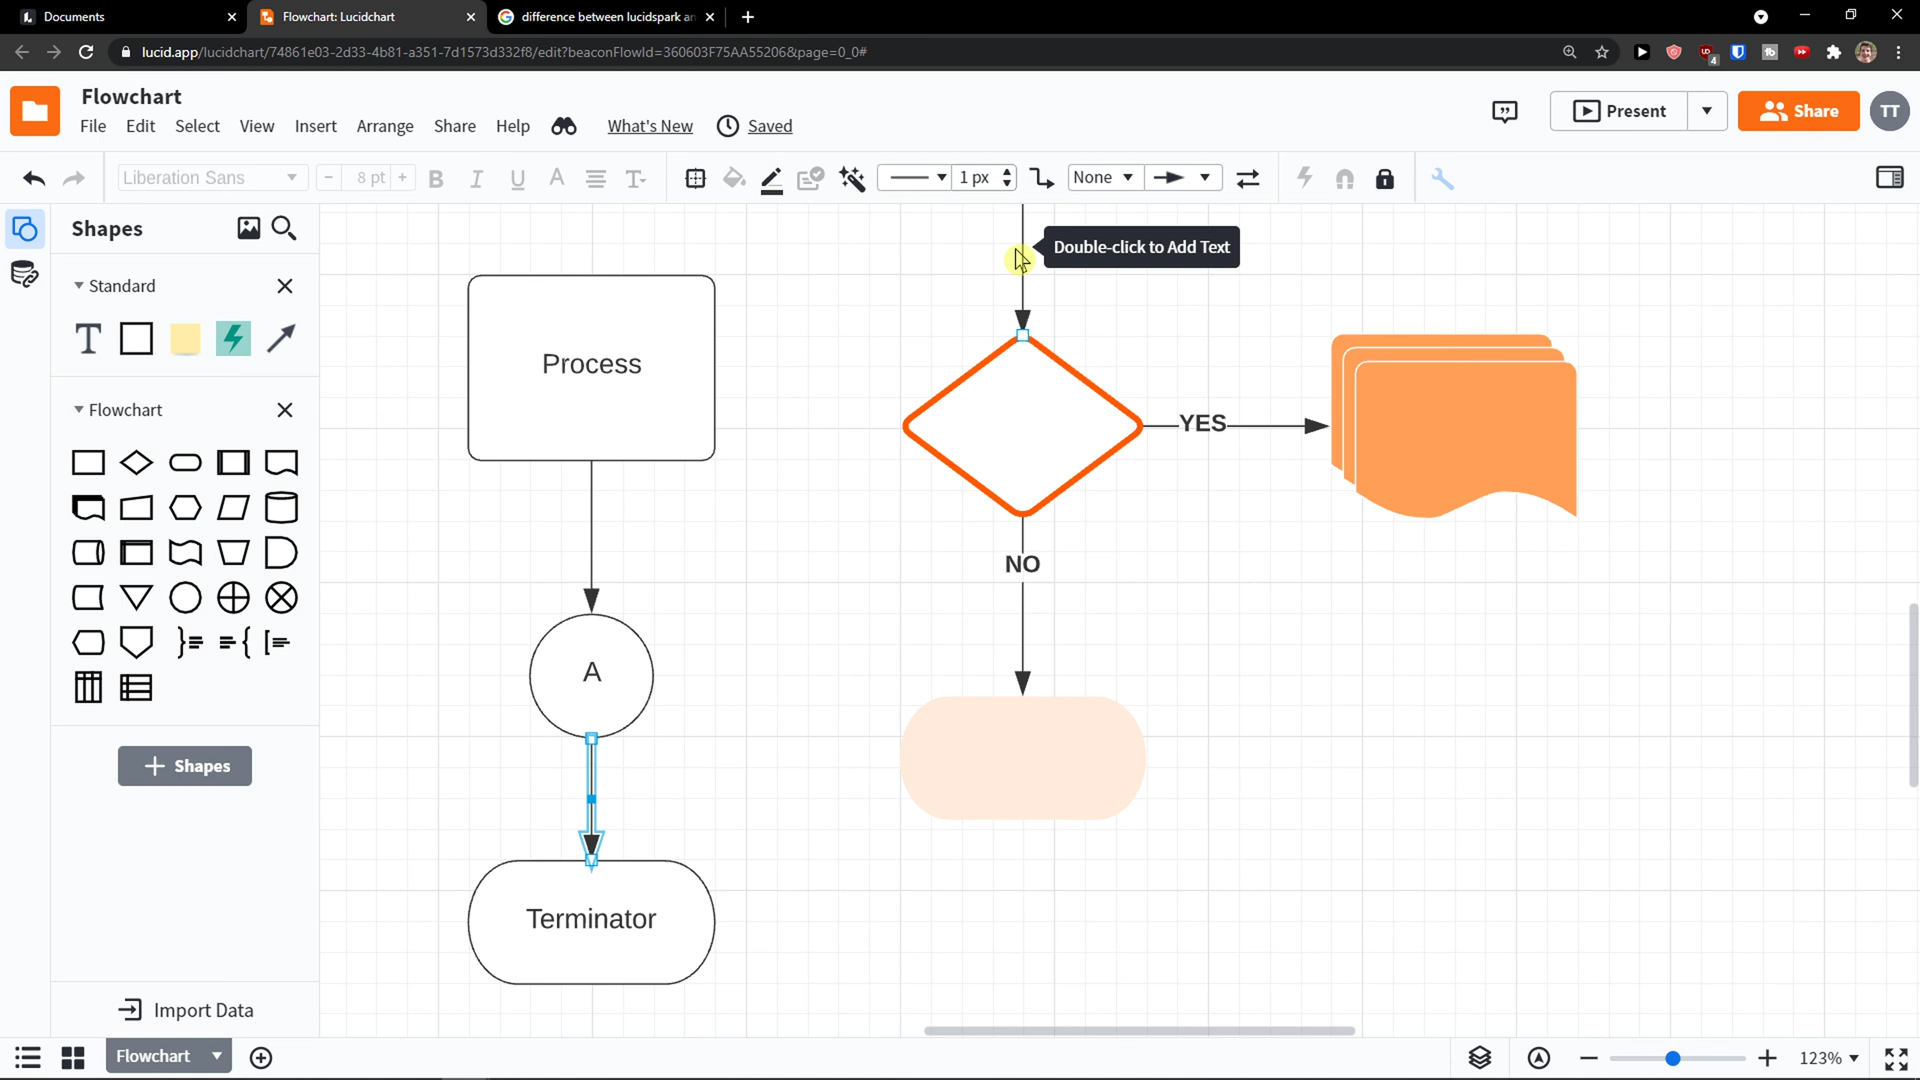 Documents
Flowchart: Lucidchart
difference between lucidspark an
lucid.app/lucidchart/74861e03-2d33-4b81-a351-7d1573d332f8/edit?beaconFlowId=360603F75AA55206&page=0_0#
4
Flowchart
File Edit Select View Insert Arrange Share Help What's New Saved
Present
Share
TT
Liberation Sans
8 pt
1 px
None
Shapes
Standard
Flowchart
+ Shapes
Import Data
Double-click to Add Text
Process
YES
NO
A
Terminator
Flowchart
123%